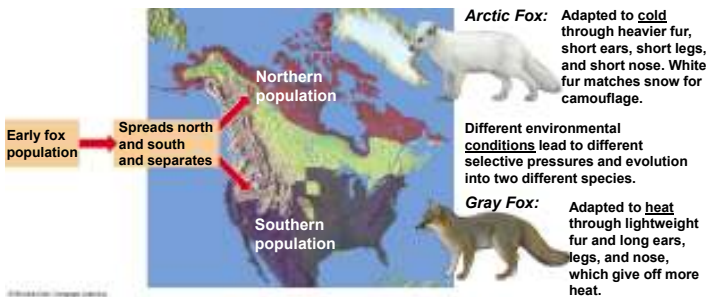 Early fox
population
Spreads north
and south
and separates
Northern
population
Southern
population
Arctic Fox:
Adapted to cold
through heavier fur,
short ears, short legs,
and short nose. White
fur matches snow for
camouflage.
Different environmental
conditions lead to different
selective pressures and evolution
into two different species.
Gray Fox:
Adapted to heat
through lightweight
fur and long ears,
legs, and nose,
which give off more
heat.